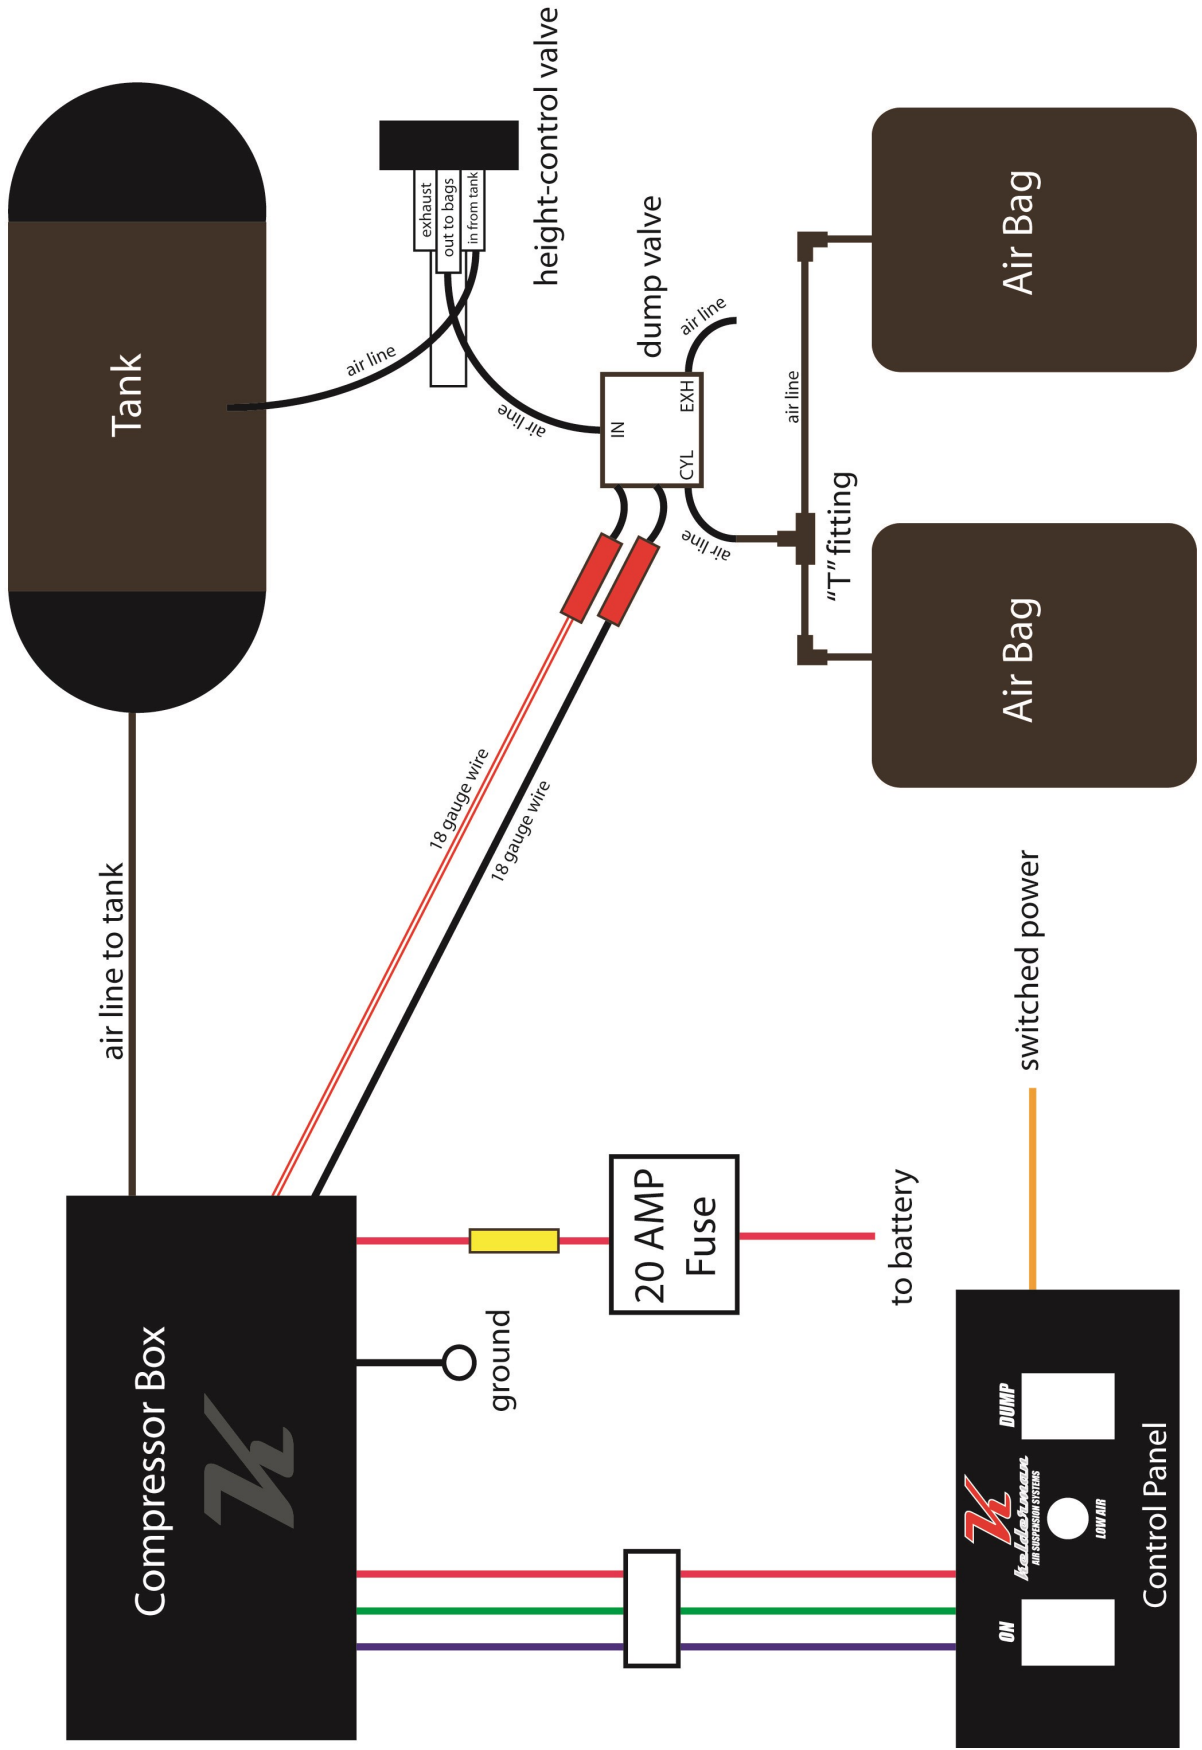 Compressor Box
air line to tank
Tank
air line
exhaust
out to bags
in from tank
height-control valve
air line
18 gauge wire
18 gauge wire
IN
CYL
EXH
dump valve
air line
air line
ground
20 AMP
Fuse
to battery
air line
"T" fitting
Air Bag
Air Bag
switched power
ON
kelderman
AIR SUSPENSION SYSTEMS
DUMP
LOW AIR
Control Panel